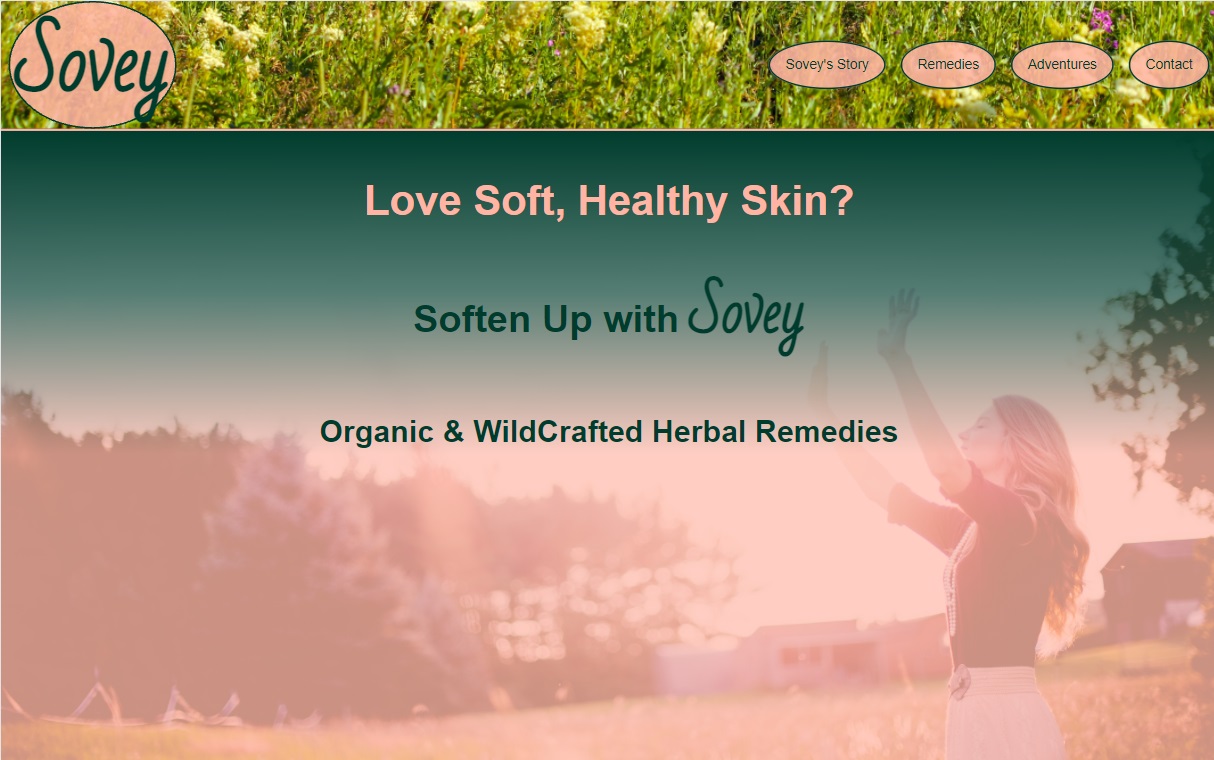 Sovey
Sovey's Story Remedies Adventures Contact
Love Soft, Healthy Skin?
Soften Up with Sovey
Organic & WildCrafted Herbal Remedies